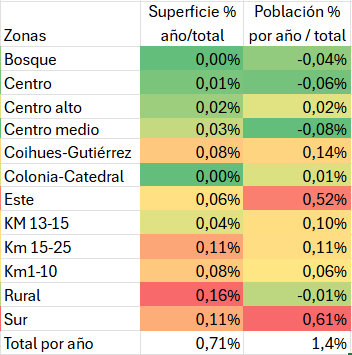 Zonas Superficie % año/total Población % por año / total
Bosque 0,00% -0,04%
Centro 0,01% -0,06%
Centro alto 0,02% 0,02%
Centro medio 0,03% -0,08%
Coihues-Gutiérrez 0,08% 0,14%
Colonia-Catedral 0,00% 0,01%
Este 0,06% 0,52%
KM 13-15 0,04% 0,10%
Km 15-25 0,11% 0,11%
Km1-10 0,08% 0,06%
Rural 0,16% -0,01%
Sur 0,11% 0,61%
Total por año 0,71% 1,4%